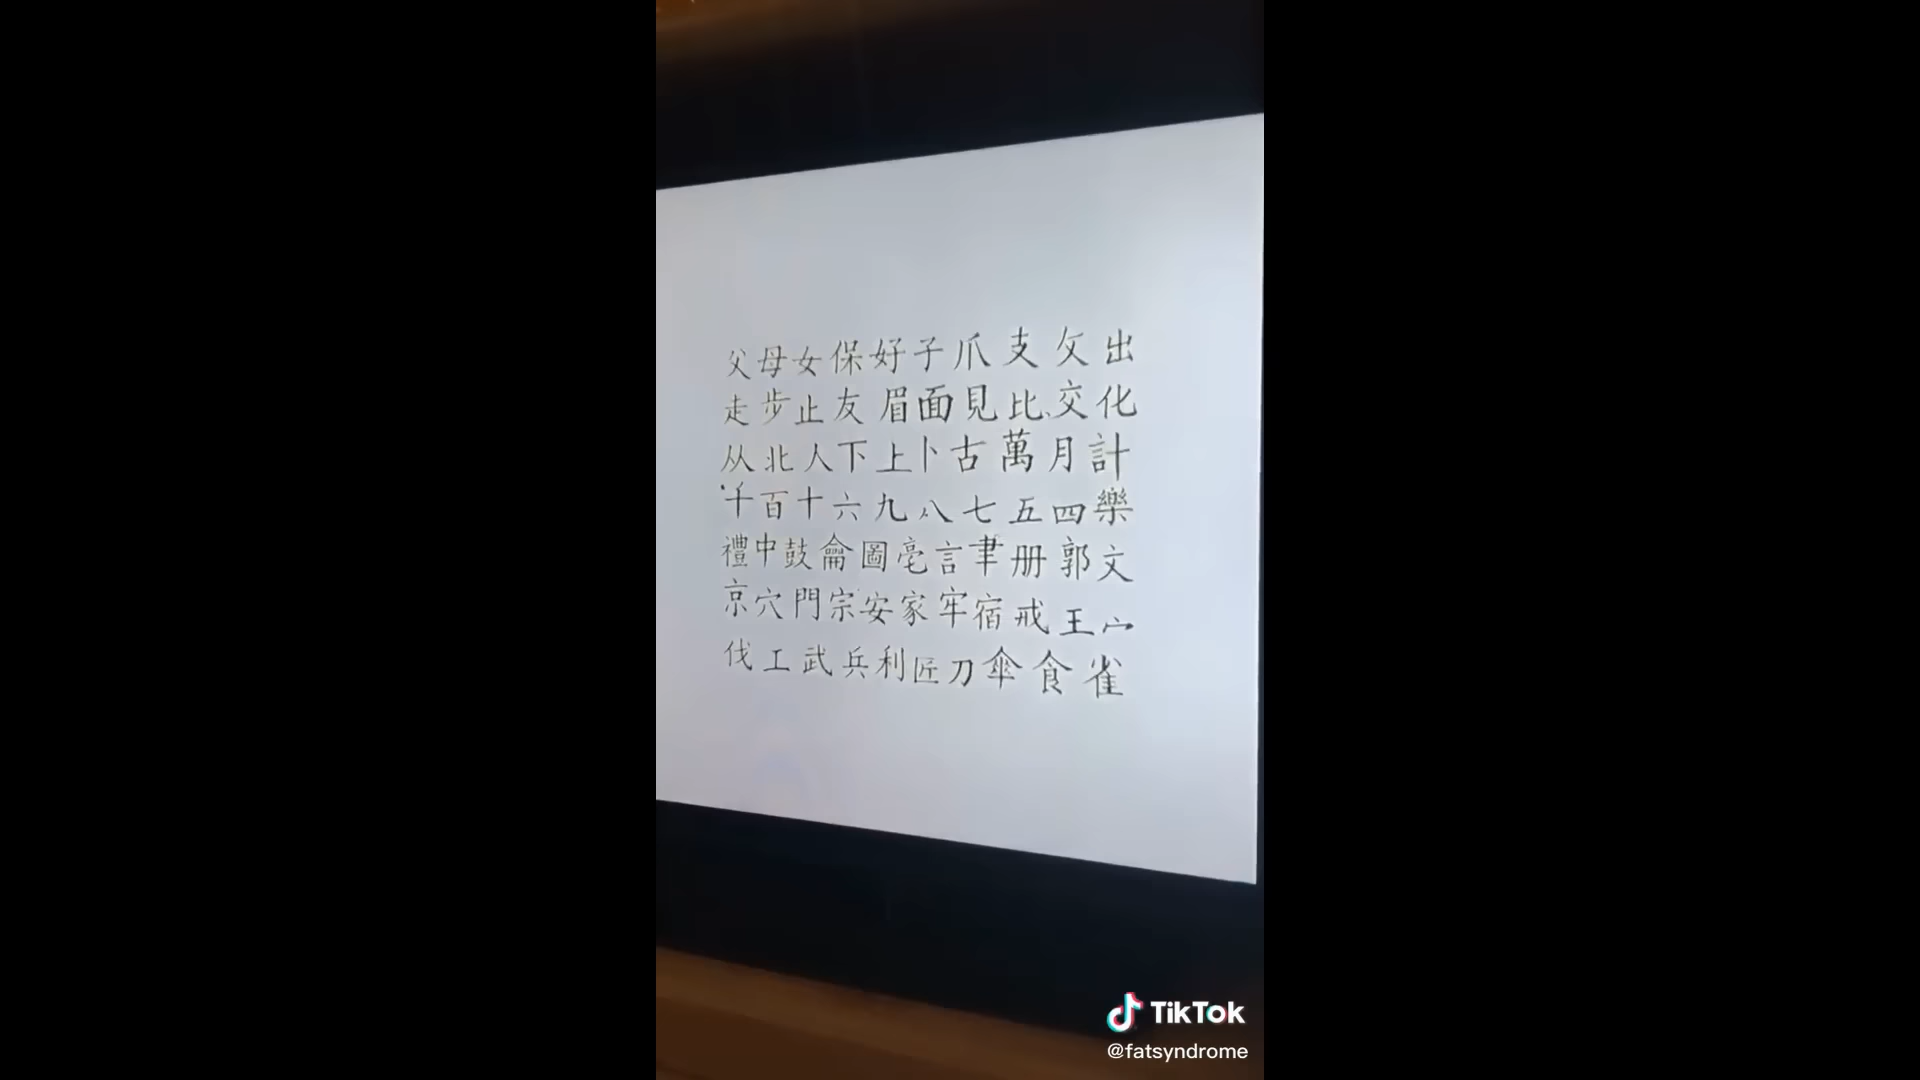 父母女保好子爪支攵出
走步止友眉面見比交化
从北人下上卜古萬月計
千百十六九八七五四樂
禮中鼓龠圖亳言聿册郭文
京穴門宗安家牢宿戒王宀
伐工武兵利匠刀傘食雀
TikTok
@fatsyndrome